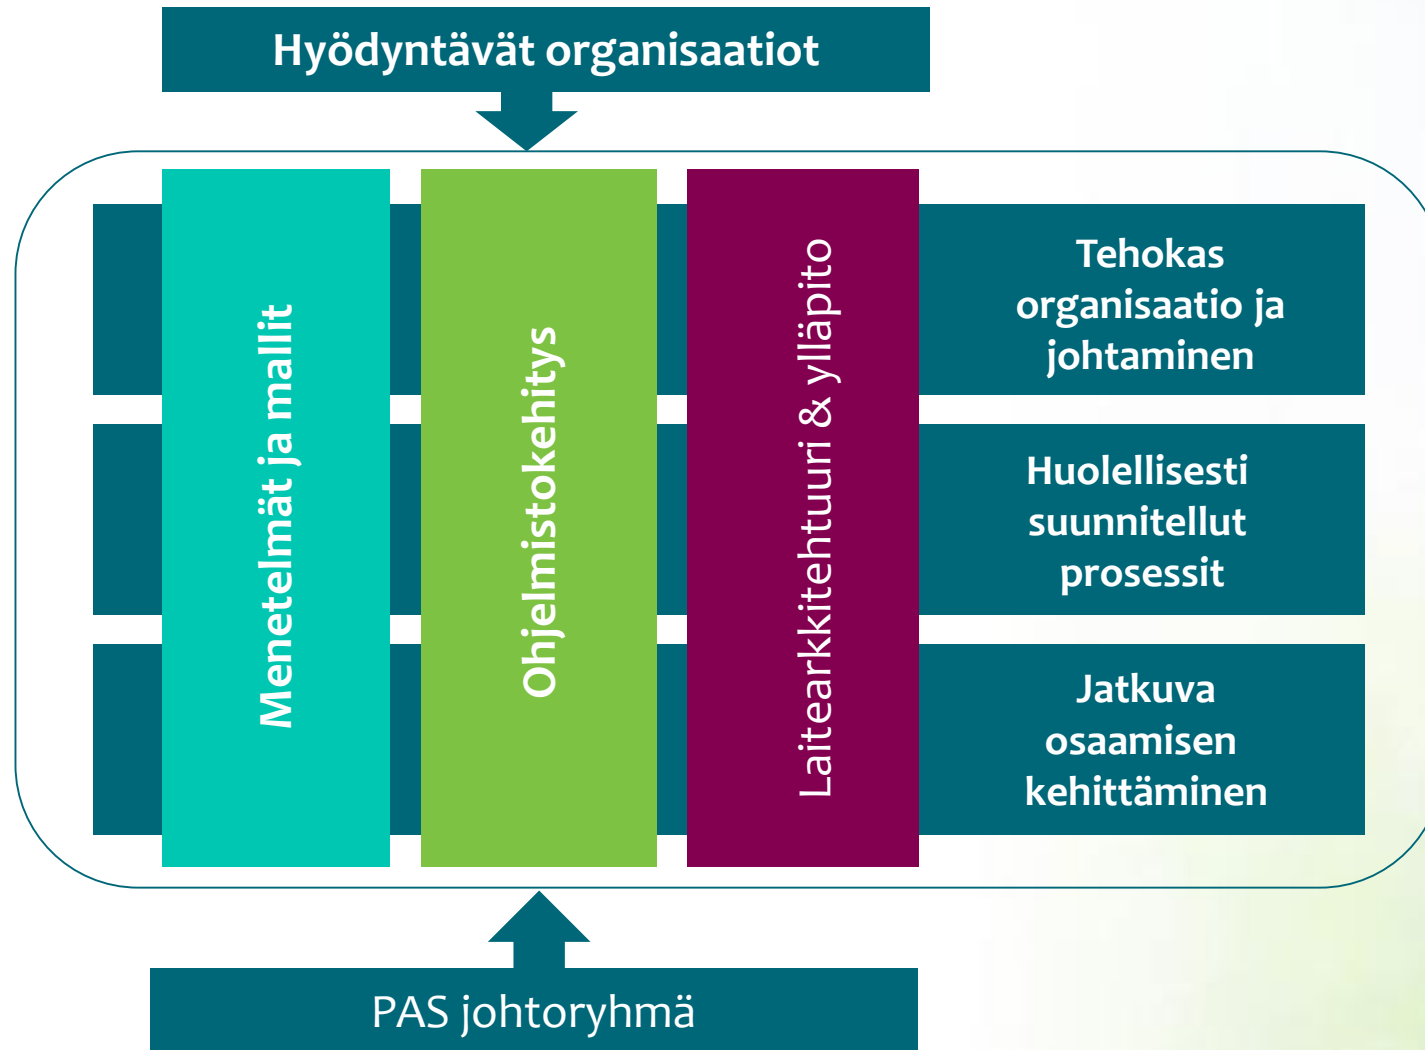 Hyödyntävät organisaatiot
Menetelmät ja mallit
Ohjelmistokehitys
Laitearkkitehtuuri & ylläpito
Tehokas
organisaatio ja
johtaminen
Huolellisesti
suunnitellut
prosessit
Jatkuva
osaamisen
kehittäminen
PAS johtoryhmä